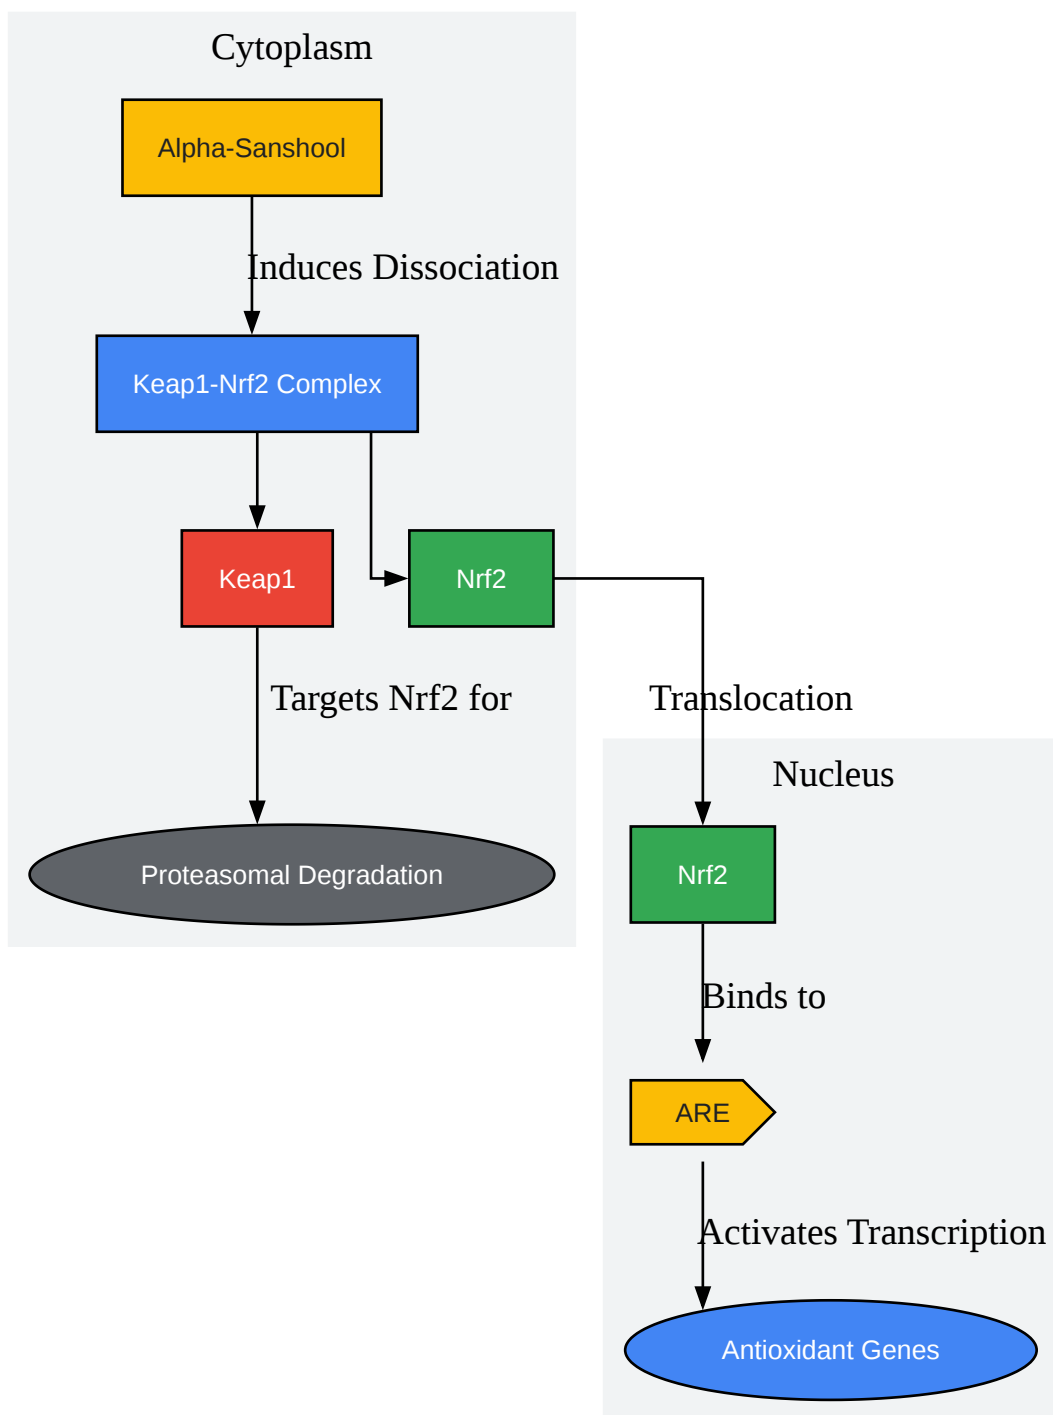 Cytoplasm
Alpha-Sanshool
Induces Dissociation
Keap1-Nrf2 Complex
Keap1
Nrf2
Targets Nrf2 for
Translocation
Nucleus
Proteasomal Degradation
Nrf2
Binds to
ARE
Activates Transcription
Antioxidant Genes